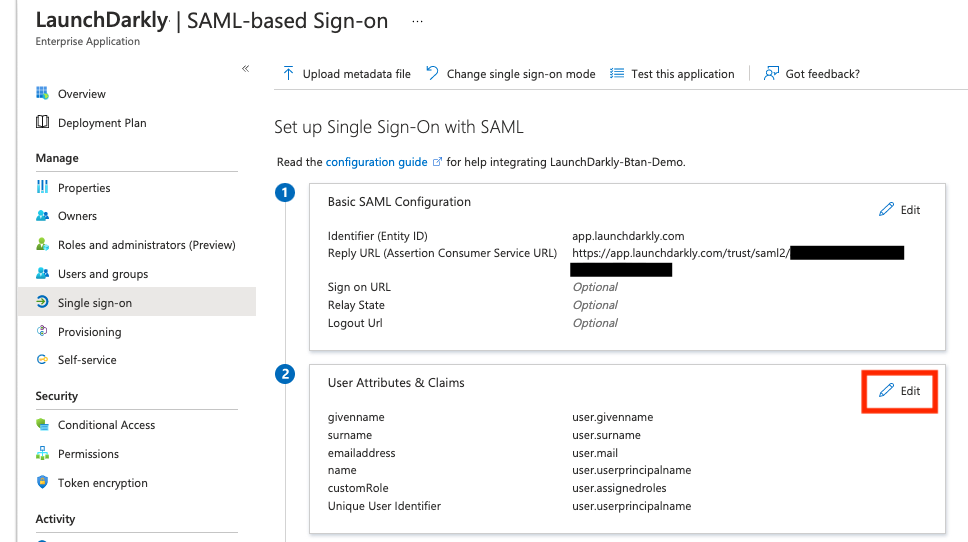 LaunchDarkly | SAML-based Sign-on ...
Enterprise Application
«
Overview
Deployment Plan
Manage
Properties
Owners
Roles and administrators (Preview)
Users and groups
Single sign-on
Provisioning
Self-service
Security
Conditional Access
Permissions
Token encryption
Activity
Upload metadata file Change single sign-on mode Test this application Got feedback?
Set up Single Sign-On with SAML
Read the configuration guide for help integrating LaunchDarkly-Btan-Demo.
1
Basic SAML Configuration Edit
Identifier (Entity ID) app.launchdarkly.com
Reply URL (Assertion Consumer Service URL) https://app.launchdarkly.com/trust/saml2/
Sign on URL Optional
Relay State Optional
Logout Url Optional
2
User Attributes & Claims Edit
givenname user.givenname
surname user.surname
emailaddress user.mail
name user.userprincipalname
customRole user.assignedroles
Unique User Identifier user.userprincipalname